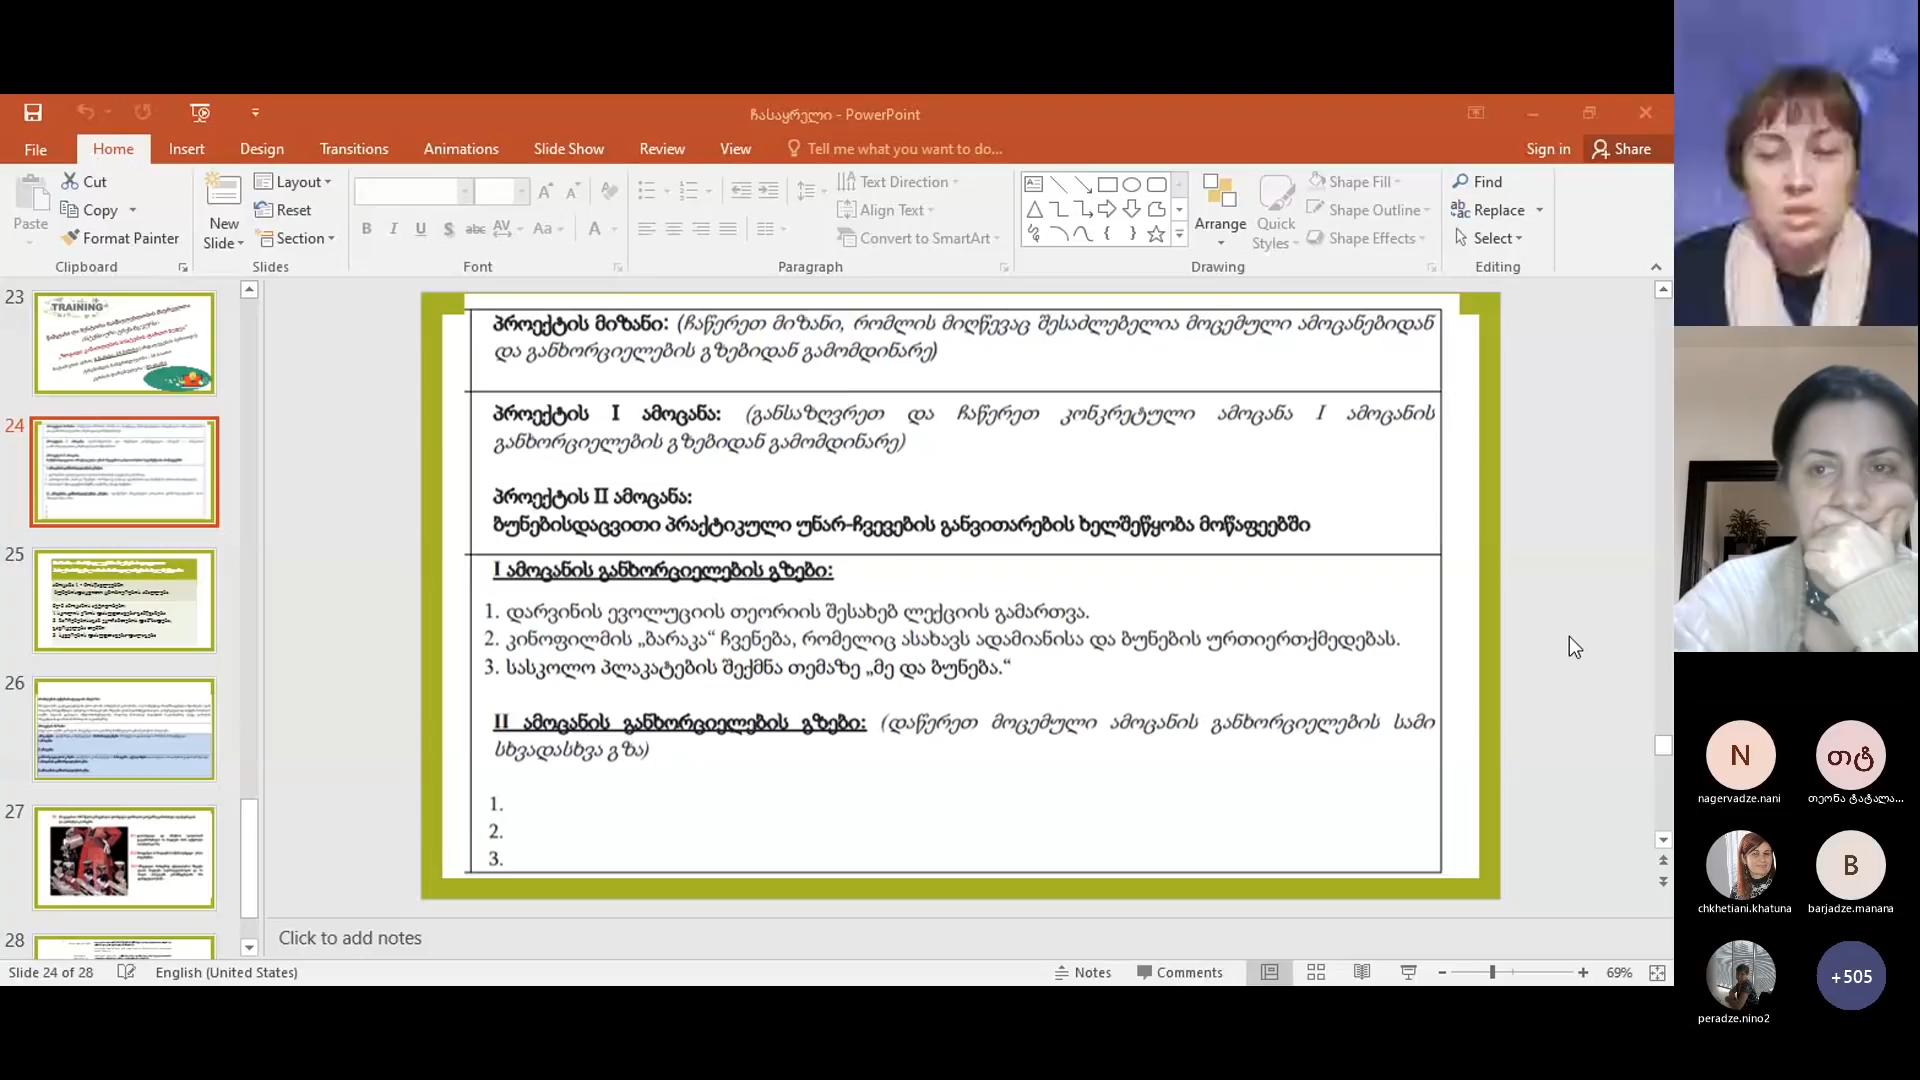 ჩასაყრელი - PowerPoint
File Home Insert Design Transitions Animations Slide Show Review View Tell me what you want to do... Sign in Share
Paste Cut Copy Format Painter Clipboard
New Slide Layout Reset Section Slides
B I U S abc AV Aa A Font
Text Direction Align Text Convert to SmartArt Paragraph
Arrange Quick Styles Shape Fill Shape Outline Shape Effects Drawing
Find Replace Select Editing
23
TRAINING
24
25
26
27
28
პროექტის მიზანი: (ჩაწერეთ მიზანი, რომლის მიღწევაც შესაძლებელია მოცემული ამოცანებიდან
და განხორციელების გზებიდან გამომდინარე)
პროექტის I ამოცანა: (განსაზღვრეთ და ჩაწერეთ კონკრეტული ამოცანა I ამოცანის
განხორციელების გზებიდან გამომდინარე)
პროექტის II ამოცანა:
ბუნებისდაცვითი პრაქტიკული უნარ-ჩვევების განვითარების ხელშეწყობა მოწაფეებში
I ამოცანის განხორციელების გზები:
1. დარვინის ევოლუციის თეორიის შესახებ ლექციის გამართვა.
2. კინოფილმის „ბარაკა“ ჩვენება, რომელიც ასახავს ადამიანისა და ბუნების ურთიერთქმედებას.
3. სასკოლო პლაკატების შექმნა თემაზე „მე და ბუნება.“
II ამოცანის განხორციელების გზები: (დაწერეთ მოცემული ამოცანის განხორციელების სამი
სხვადასხვა გზა)
1.
2.
3.
Click to add notes
Slide 24 of 28 English (United States) Notes Comments 69%
N
nagervadze.nani
თტ
თეონა ტატალა...
chkhetiani.khatuna
B
barjadze.manana
peradze.nino2
+505